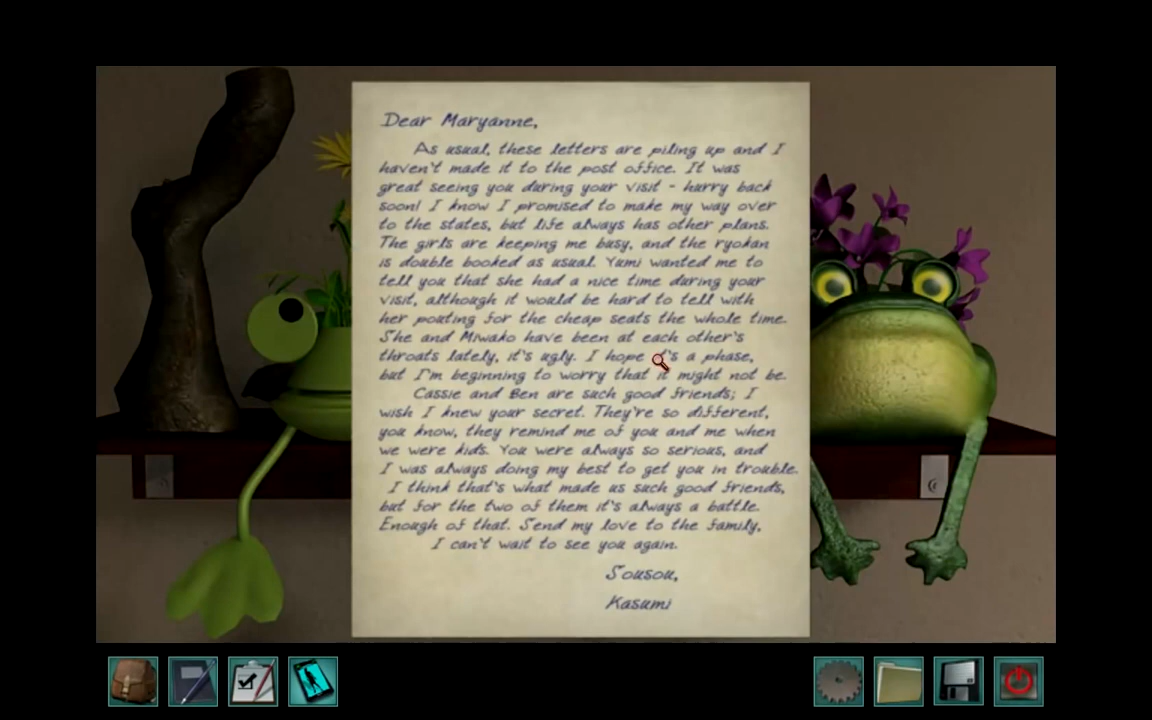 Dear Maryanne,
As usual, these letters are piling up and I
haven't made it to the post office. It was
great seeing you during your visit - hurry back
soon! I know I promised to make my way over
to the states, but life always has other plans.
The girls are keeping me busy, and the ryokan
is double booked as usual. Yumi wanted me to
tell you that she had a nice time during your
visit, although it would be hard to tell with
her pouting for the cheap seats the whole time.
She and Miwako have been at each other's
throats lately, it's ugly. I hope it's a phase,
but I'm beginning to worry that it might not be.
Cassie and Ben are such good friends; I
wish I knew your secret. They're so different,
you know, they remind me of you and me when
we were kids. You were always so serious, and
I was always doing my best to get you in trouble.
I think that's what made us such good friends,
but for the two of them it's always a battle.
Enough of that. Send my love to the family,
I can't wait to see you again.
Sousou,
Kasumi